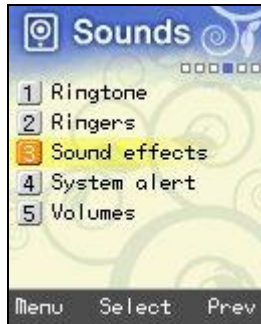 Sounds
1 Ringtone
2 Ringers
3 Sound effects
4 System alert
5 Volumes
Menu Select Prev